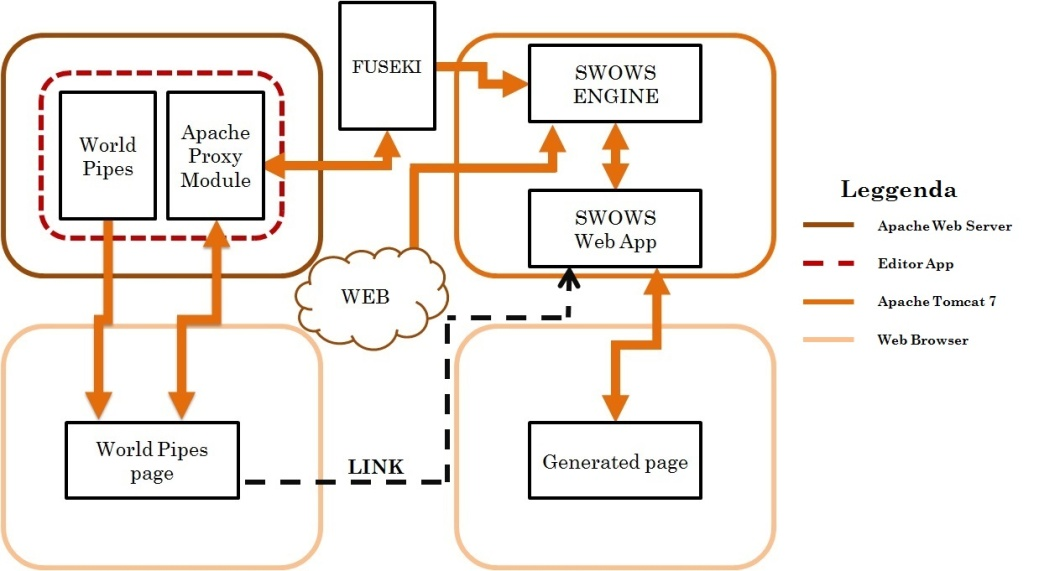 FUSEKI
SWOWS
ENGINE
World
Pipes
Apache
Proxy
Module
SWOWS
Web App
WEB
World Pipes
page
LINK
Generated page
Leggenda
Apache Web Server
Editor App
Apache Tomcat 7
Web Browser